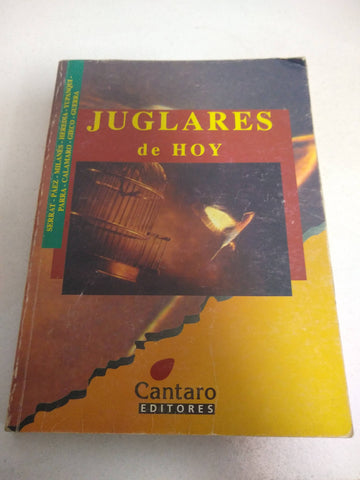 SERRAT - PAEZ - MILANES - HEREDIA - YUPANQUI -
PARRA - CALAMARO - GIECO - GUERRA
JUGLARES
de HOY
Cantaro
EDITORES